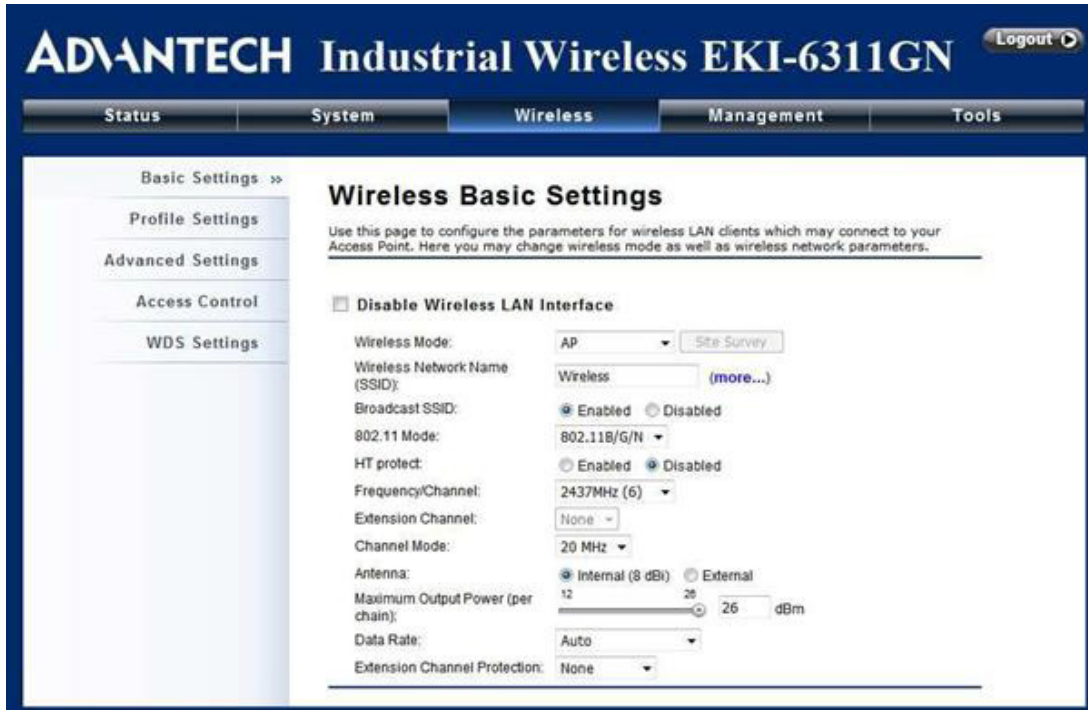 ADVANTECH Industrial Wireless EKI-6311GN
Logout
Status System Wireless Management Tools
Basic Settings »
Profile Settings
Advanced Settings
Access Control
WDS Settings
Wireless Basic Settings
Use this page to configure the parameters for wireless LAN clients which may connect to your
Access Point. Here you may change wireless mode as well as wireless network parameters.
Disable Wireless LAN Interface
Wireless Mode: AP Site Survey
Wireless Network Name
(SSID): Wireless (more...)
Broadcast SSID: Enabled Disabled
802.11 Mode: 802.11B/G/N
HT protect: Enabled Disabled
Frequency/Channel: 2437MHz (6)
Extension Channel: None
Channel Mode: 20 MHz
Antenna: Internal (8 dBi) External
Maximum Output Power (per
chain): 12 26 26 dBm
Data Rate: Auto
Extension Channel Protection: None